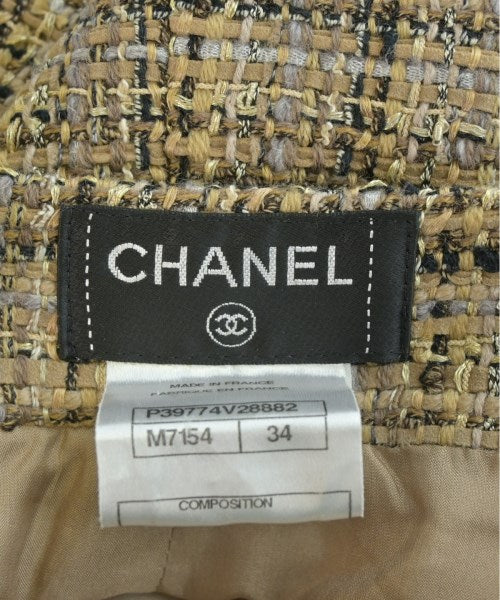 CHANEL
MADE IN FRANCE
FABRIQUE EN FRANCE
P39774V28882
M7154 34
COMPOSITION